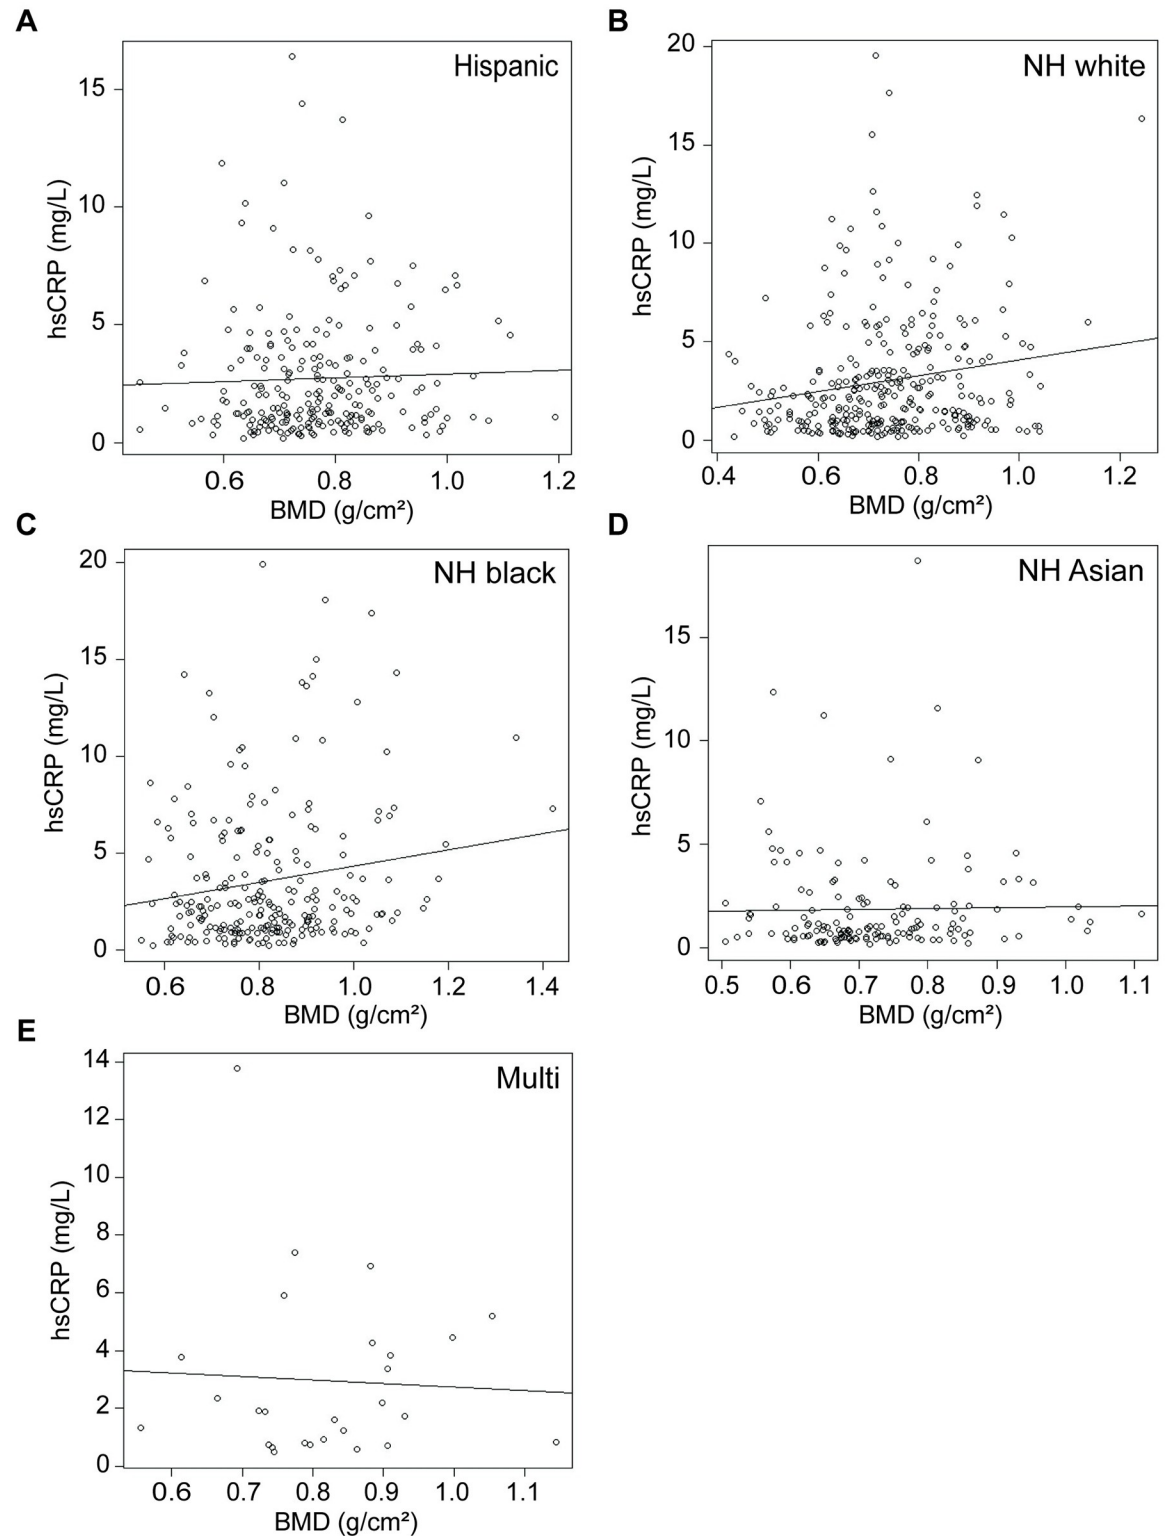 A
Hispanic
15
10
5
0
hsCRP (mg/L)
0.6 0.8 1.0 1.2
BMD (g/cm²)
B
NH white
20
15
10
5
0
hsCRP (mg/L)
0.4 0.6 0.8 1.0 1.2
BMD (g/cm²)
C
NH black
20
15
10
5
0
hsCRP (mg/L)
0.6 0.8 1.0 1.2 1.4
BMD (g/cm²)
D
NH Asian
15
10
5
0
hsCRP (mg/L)
0.5 0.6 0.7 0.8 0.9 1.0 1.1
BMD (g/cm²)
E
Multi
14
12
10
8
6
4
2
0
hsCRP (mg/L)
0.6 0.7 0.8 0.9 1.0 1.1
BMD (g/cm²)